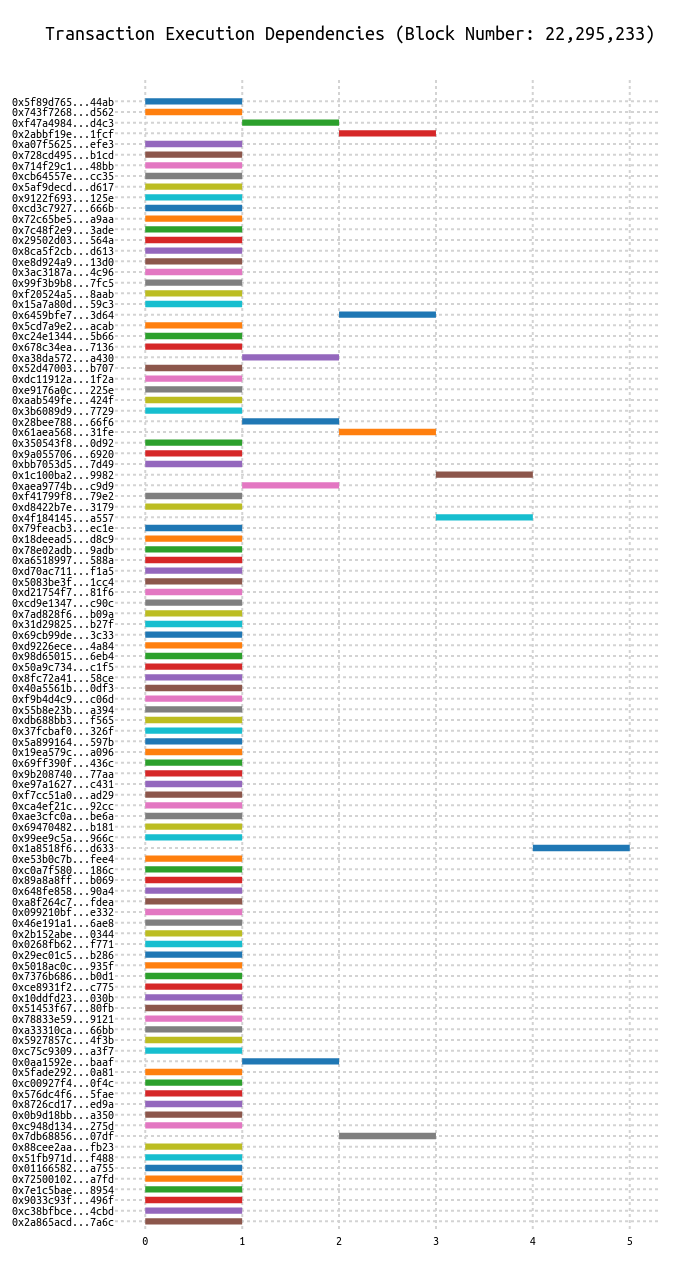 Transaction Execution Dependencies (Block Number: 22,295,233)
0x5f89d765...44ab
0x743f7268...d562
0xf47a4984...d4c3
0x2abbf19e...1fcf
0xa07f5625...efe3
0x728cd495...b1cd
0x714f29c1...48bb
0xcb64557e...cc35
0x5af9decd...d617
0x9122f693...125e
0xcd3c7927...666b
0x72c65be5...a9aa
0x7c48f2e9...3ade
0x29502d03...564a
0x8ca5f2cb...d613
0xe8d924a9...13d0
0x3ac3187a...4c96
0x99f3b9b8...7fc5
0xf20524a5...8aab
0x15a7a80d...59c3
0x6459bfe7...3d64
0x5cd7a9e2...acab
0xc24e1344...5b66
0x678c34ea...7136
0xa38da572...a430
0x52d47003...b707
0xdc11912a...1f2a
0xe9176a0c...225e
0xaab549fe...424f
0x3b6089d9...7729
0x28bee788...66f6
0x61aea568...31fe
0x350543f8...0d92
0x9a055706...6920
0xbb7053d5...7d49
0x1c100ba2...9982
0xaea9774b...c9d9
0xf41799f8...79e2
0xd8422b7e...3179
0x4f184145...a557
0x79feacb3...ec1e
0x18deead5...d8c9
0x78e02adb...9adb
0xa6518997...588a
0xd70ac711...f1a5
0x5083be3f...1cc4
0xd21754f7...81f6
0xcd9e1347...c90c
0x7ad828f6...b09a
0x31d29825...b27f
0x69cb99de...3c33
0xd9226ece...4a84
0x98d65015...6eb4
0x50a9c734...c1f5
0x8fc72a41...58ce
0x40a5561b...0df3
0xf9b4d4c9...c06d
0x55b8e23b...a394
0xdb688bb3...f565
0x37fcbaf0...326f
0x5a899164...597b
0x19ea579c...a096
0x69ff390f...436c
0x9b208740...77aa
0xe97a1627...c431
0xf7cc51a0...ad29
0xca4ef21c...92cc
0xae3cfc0a...be6a
0x69470482...b181
0x99ee9c5a...966c
0x1a8518f6...d633
0xe53b0c7b...fee4
0xc0a7f580...186c
0x89a8a8ff...b069
0x648fe858...90a4
0xa8f264c7...fdea
0x099210bf...e332
0x46e191a1...6ae8
0x2b152abe...0344
0x0268fb62...f771
0x29ec01c5...b286
0x5018ac0c...935f
0x7376b686...b0d1
0xce8931f2...c775
0x10ddfd23...030b
0x51453f67...80fb
0x78833e59...9121
0xa33310ca...66bb
0x5927857c...4f3b
0xc75c9309...a3f7
0x0aa1592e...baaf
0x5fade292...0a81
0xc00927f4...0f4c
0x576dc4f6...5fae
0x8726cd17...ed9a
0x0b9d18bb...a350
0xc948d134...275d
0x7db68856...07df
0x88cee2aa...fb23
0x51fb971d...f488
0x01166582...a755
0x72500102...a7fd
0x7e1c5bae...8954
0x9033c93f...496f
0xc38bfbce...4cbd
0x2a865acd...7a6c
0 1 2 3 4 5